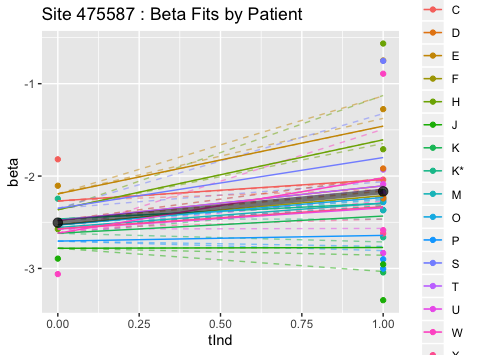 Site 475587 : Beta Fits by Patient
beta
-1
-2
-3
0.00
0.25
0.50
0.75
1.00
tInd
C
D
E
F
H
J
K
K*
M
O
P
S
T
U
W